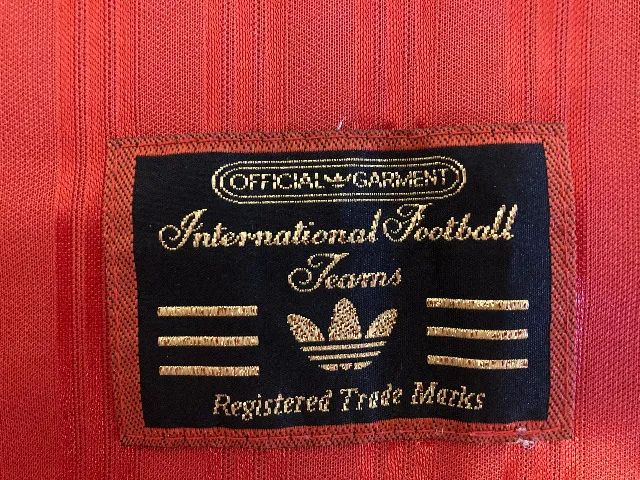 OFFICIAL GARMENT
International Football
Teams
Registered Trade Marks